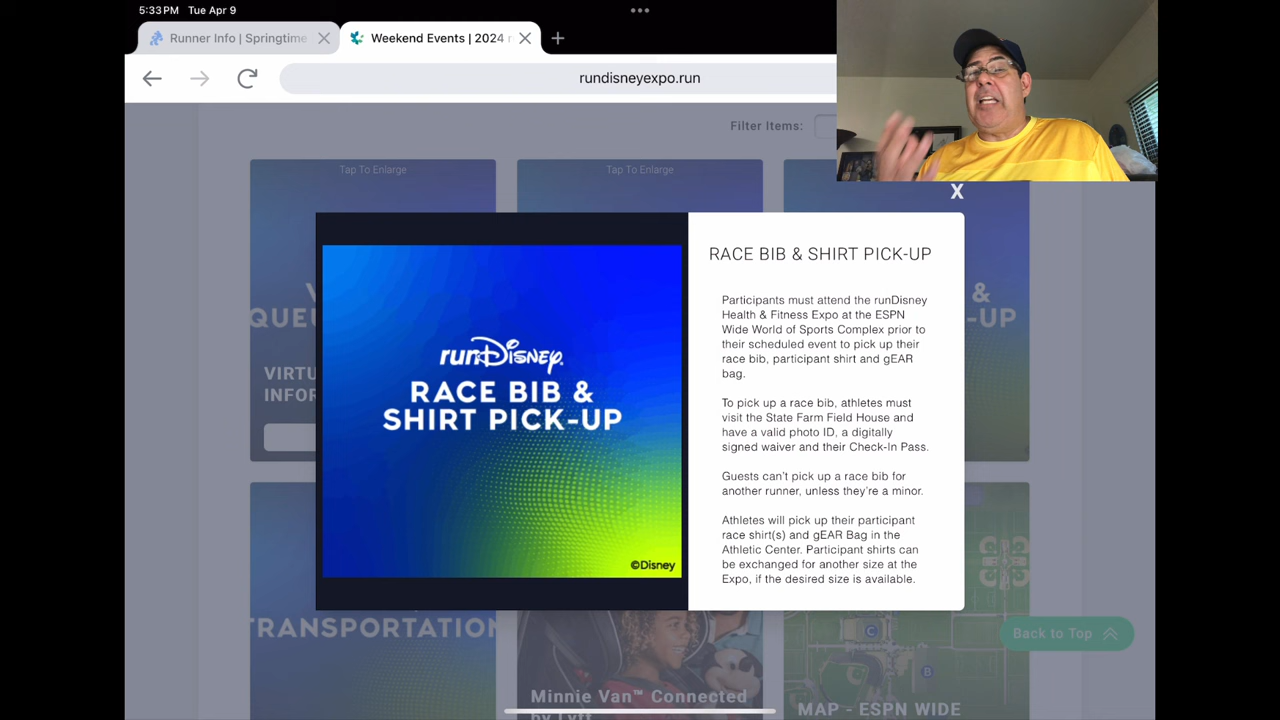 5:33 PM Tue Apr 9
Runner Info | Springtime
Weekend Events | 2024 r
rundisneyexpo.run
Filter Items:
Tap To Enlarge
Tap To Enlarge
X
QUEU
VIRTU
INFOR
&
-UP
runDisney
RACE BIB &
SHIRT PICK-UP
©Disney
RACE BIB & SHIRT PICK-UP
Participants must attend the runDisney
Health & Fitness Expo at the ESPN
Wide World of Sports Complex prior to
their scheduled event to pick up their
race bib, participant shirt and gEAR
bag.
To pick up a race bib, athletes must
visit the State Farm Field House and
have a valid photo ID, a digitally
signed waiver and their Check-In Pass.
Guests can't pick up a race bib for
another runner, unless they're a minor.
Athletes will pick up their participant
race shirt(s) and gEAR Bag in the
Athletic Center. Participant shirts can
be exchanged for another size at the
Expo, if the desired size is available.
TRANSPORTATION
Minnie Van™ Connected
by Lyft
C
B
MAP - ESPN WIDE
Back to Top